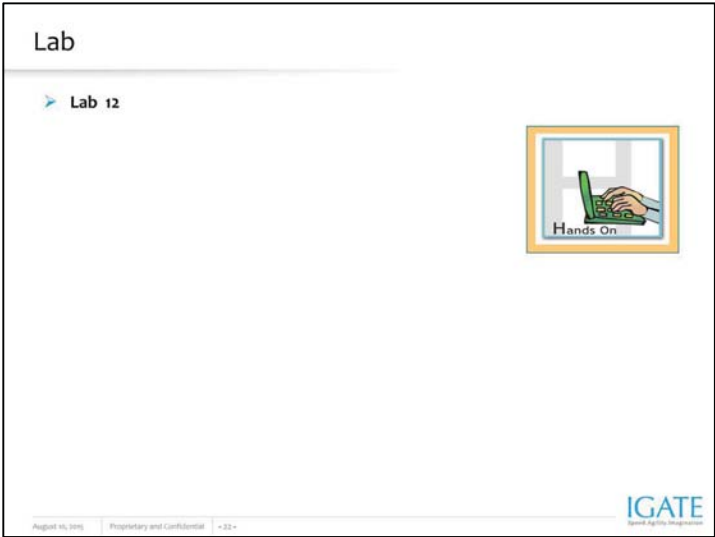 Lab
➢ Lab 12
Hands On
August 10, 2015 Proprietary and Confidential - 22 -
IGATE
Speed.Agility.Imagination